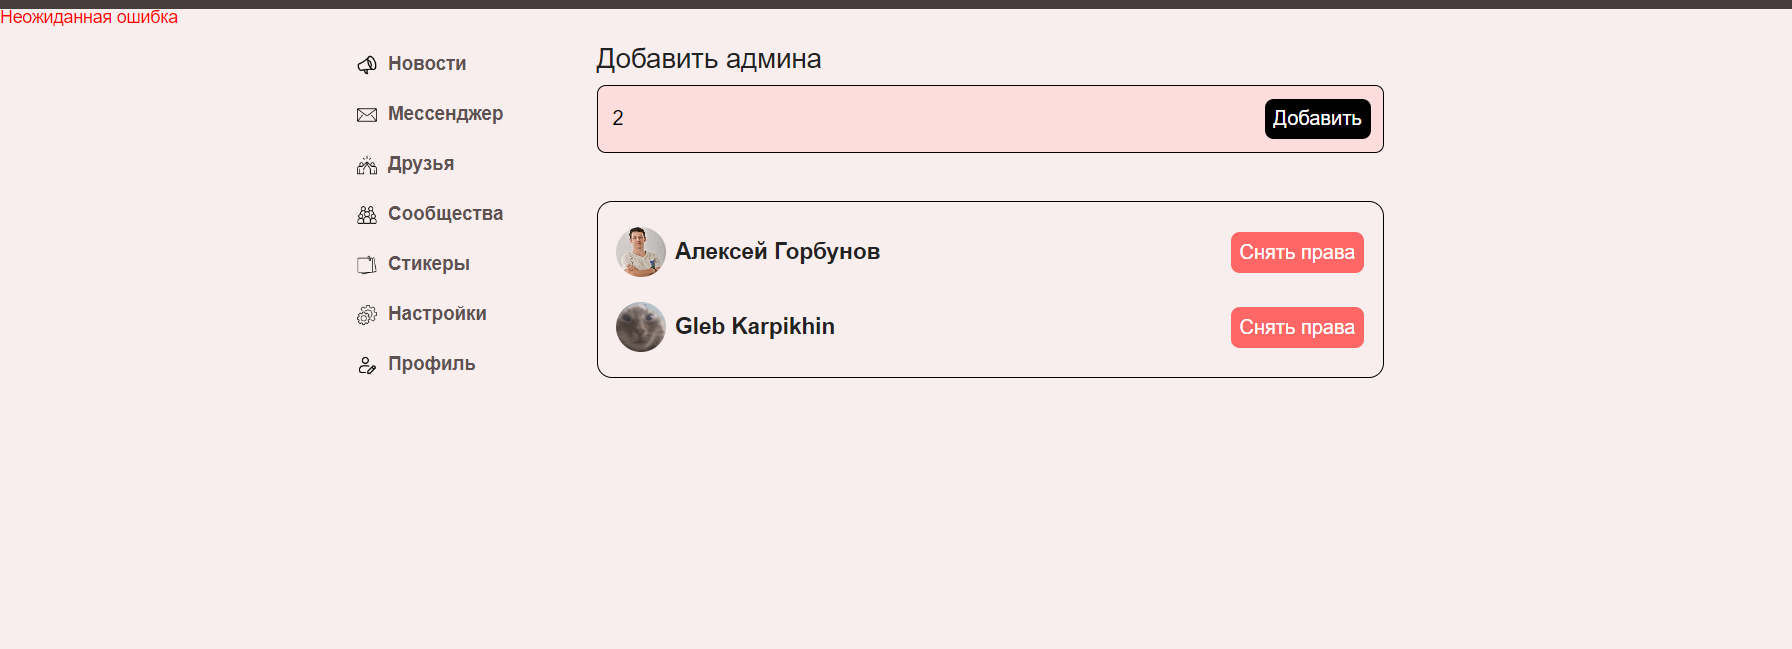 Неожиданная ошибка
Новости
Мессенджер
Друзья
Сообщества
Стикеры
Настройки
Профиль
Добавить админа
2
Добавить
Алексей Горбунов
Снять права
Gleb Karpikhin
Снять права